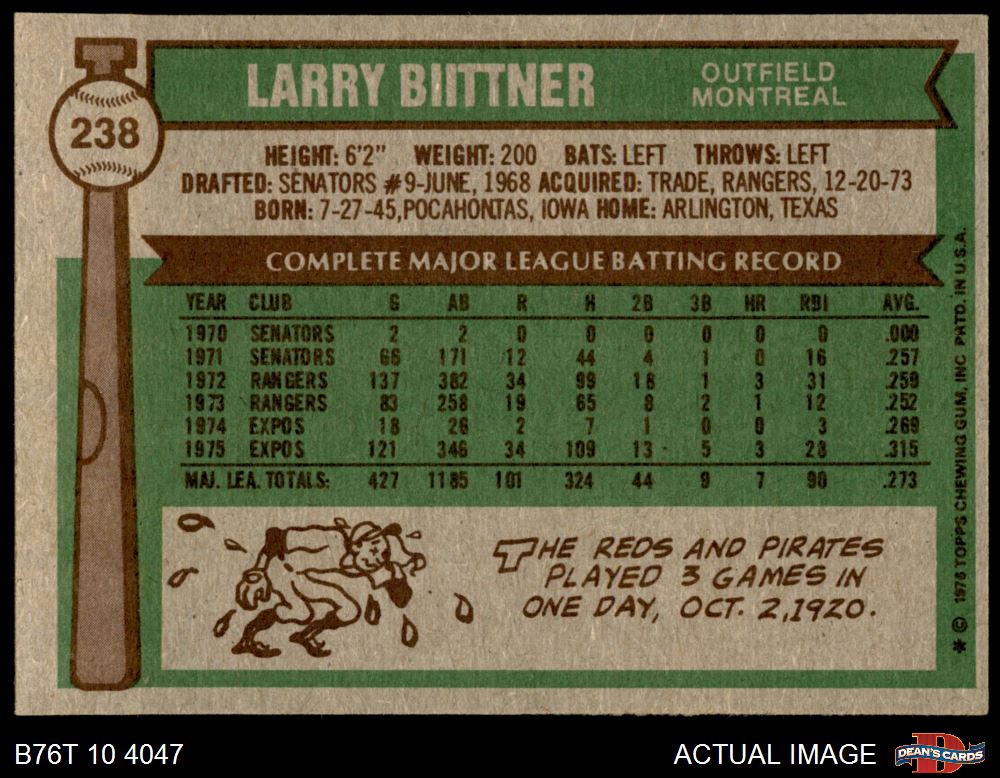 238
LARRY BIITTNER
OUTFIELD
MONTREAL
HEIGHT: 6'2" WEIGHT: 200 BATS: LEFT THROWS: LEFT
DRAFTED: SENATORS #9-JUNE, 1968 ACQUIRED: TRADE, RANGERS, 12-20-73
BORN: 7-27-45,POCAHONTAS, IOWA HOME: ARLINGTON, TEXAS
COMPLETE MAJOR LEAGUE BATTING RECORD
YEAR CLUB G AB R H 2B 3B HR RBI AVG.
1970 SENATORS 2 2 0 0 0 0 0 0 .000
1971 SENATORS 66 171 12 44 4 1 0 16 .257
1972 RANGERS 137 382 34 99 18 1 3 31 .259
1973 RANGERS 83 258 19 65 8 2 1 12 .252
1974 EXPOS 18 26 2 7 1 0 0 3 .269
1975 EXPOS 121 346 34 109 13 5 3 28 .315
MAJ. LEA. TOTALS: 427 1185 101 324 44 9 7 90 .273
THE REDS AND PIRATES
PLAYED 3 GAMES IN
ONE DAY, OCT. 2,1920.
* © 1976 TOPPS CHEWING GUM, INC PRTD. IN U.S.A.
B76T 10 4047
ACTUAL IMAGE
DEAN'S CARDS